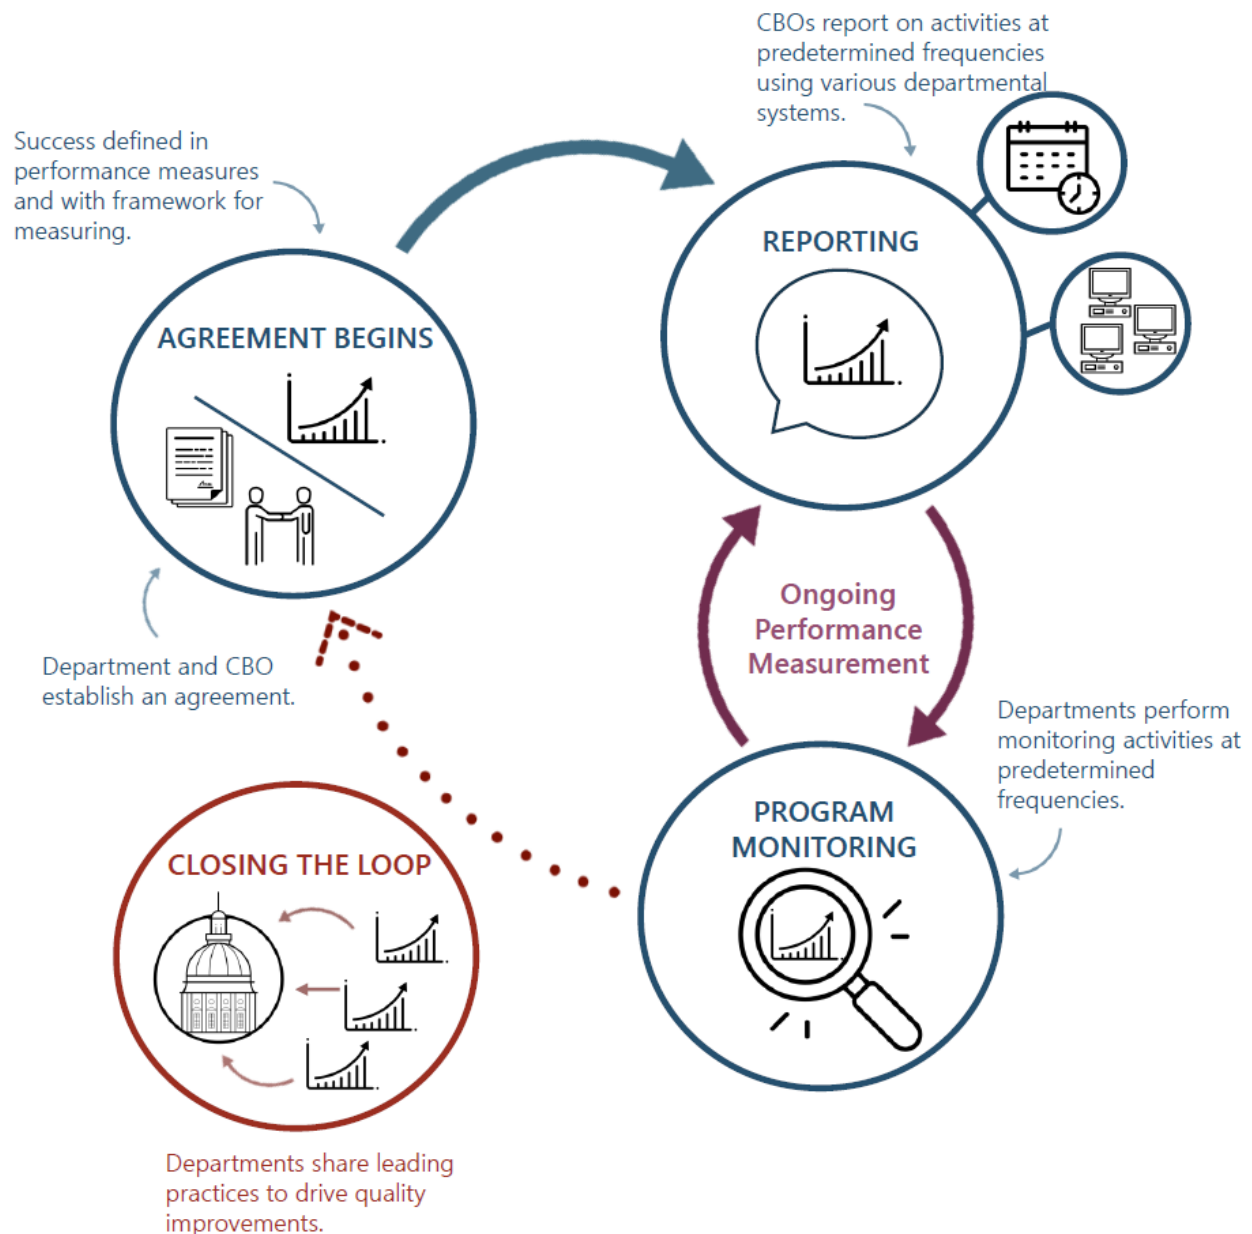 CBOs report on activities at
predetermined frequencies
using various departmental
systems.
Success defined in
performance measures
and with framework for
measuring.
REPORTING
AGREEMENT BEGINS
Ongoing
Performance
Measurement
Department and CBO
establish an agreement.
Departments perform
monitoring activities at
predetermined
frequencies.
PROGRAM
MONITORING
CLOSING THE LOOP
Departments share leading
practices to drive quality
improvements.